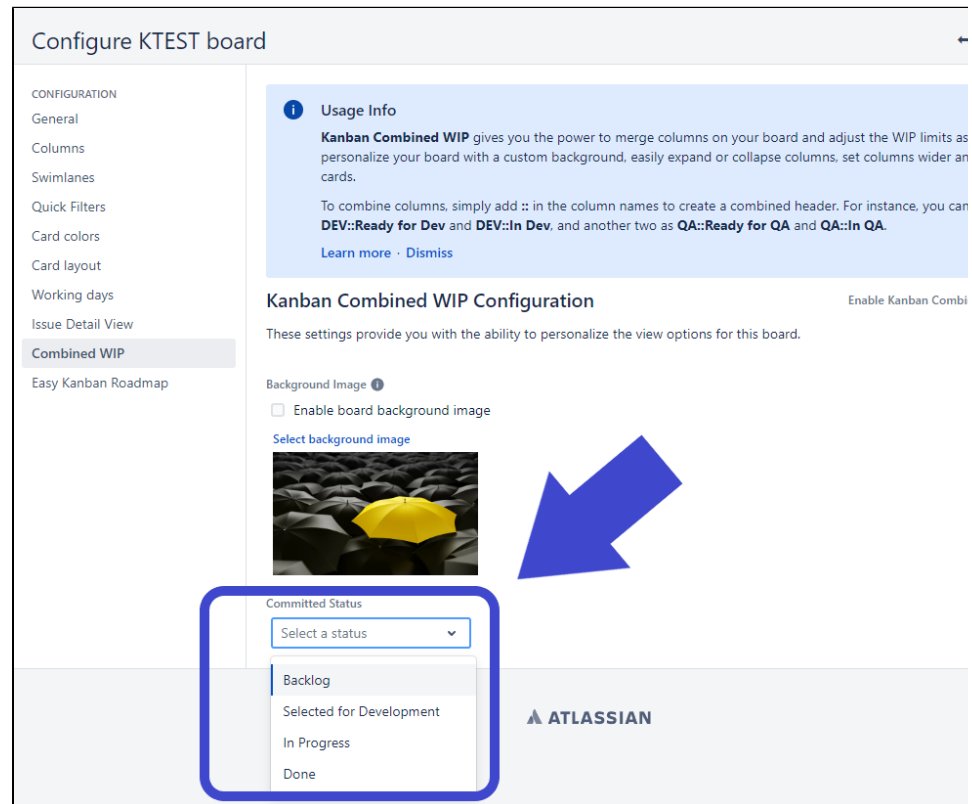 Configure KTEST board
CONFIGURATION
General
Columns
Swimlanes
Quick Filters
Card colors
Card layout
Working days
Issue Detail View
Combined WIP
Easy Kanban Roadmap
Usage Info
Kanban Combined WIP gives you the power to merge columns on your board and adjust the WIP limits as
personalize your board with a custom background, easily expand or collapse columns, set columns wider an
cards.
To combine columns, simply add :: in the column names to create a combined header. For instance, you can
DEV::Ready for Dev and DEV::In Dev, and another two as QA::Ready for QA and QA::In QA.
Learn more · Dismiss
Kanban Combined WIP Configuration
Enable Kanban Combi
These settings provide you with the ability to personalize the view options for this board.
Background Image
Enable board background image
Select background image
Committed Status
Select a status
Backlog
Selected for Development
In Progress
Done
ATLASSIAN